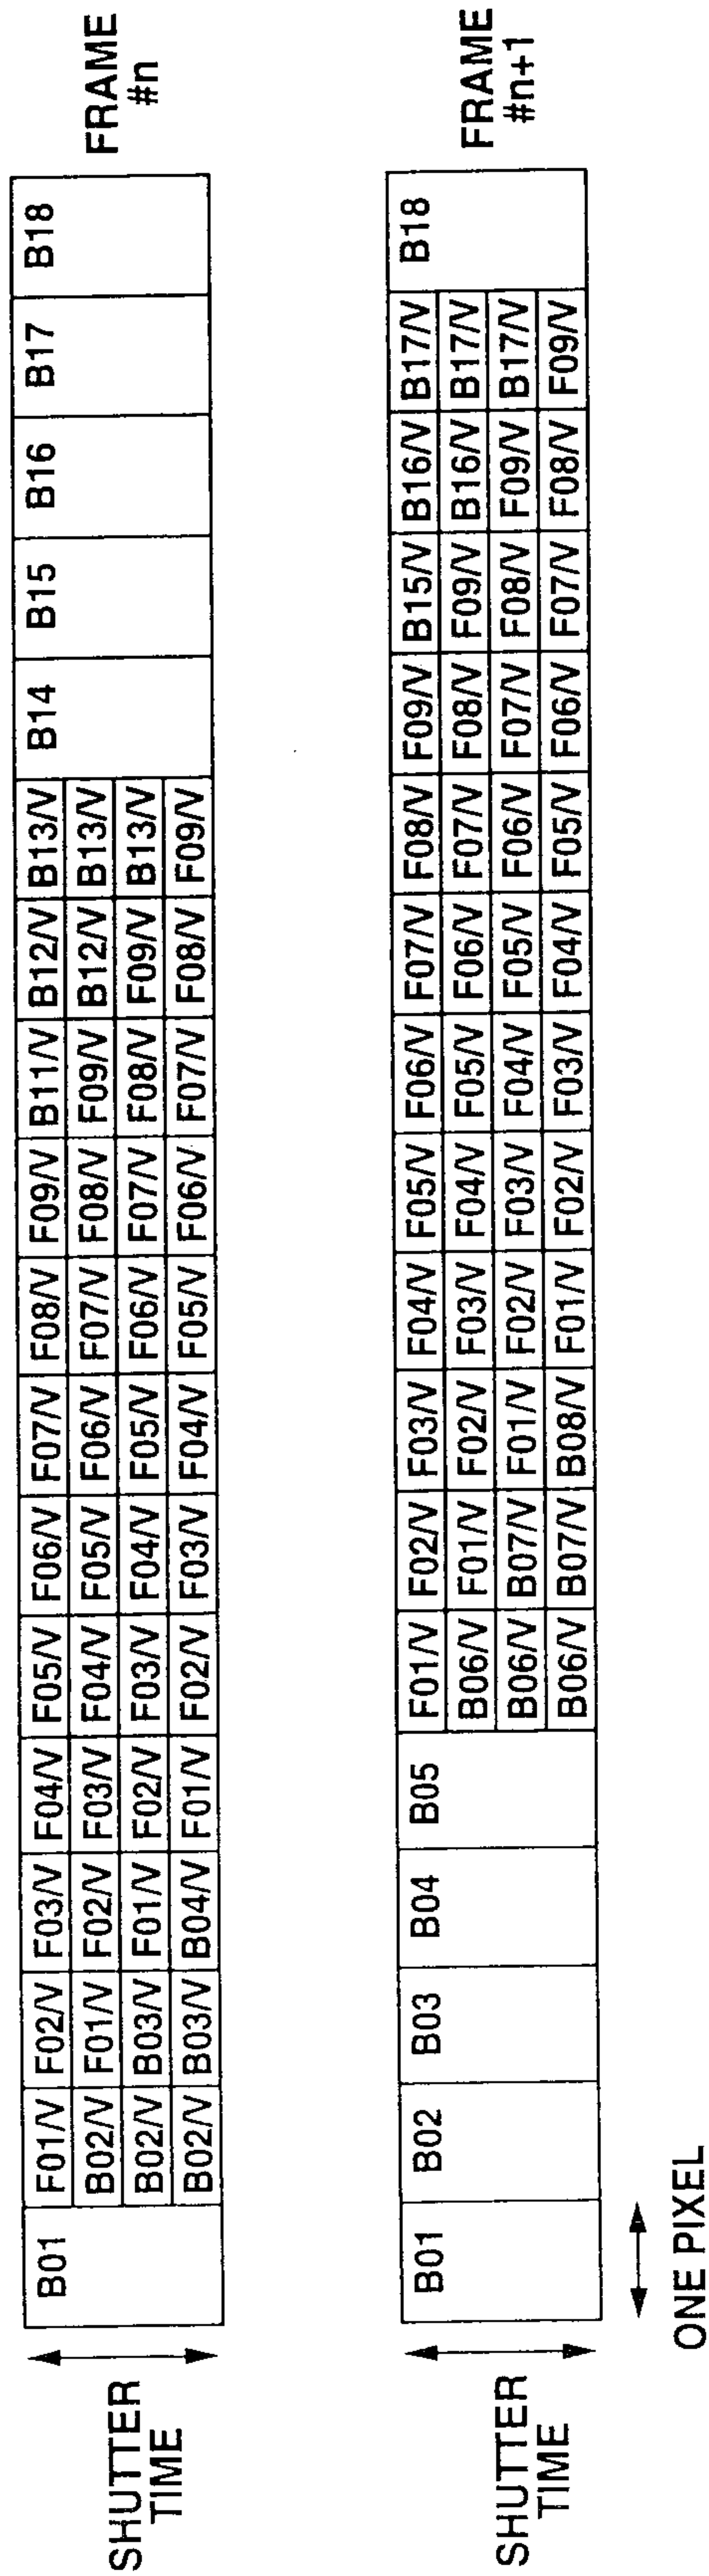 B01 F01/V F02/V F03/V F04/V F05/V F06/V F07/V F08/V F09/V B11/V B12/V B13/V B14 B15 B16 B17 B18
B02/V F01/V F02/V F03/V F04/V F05/V F06/V F07/V F08/V F09/V B12/V B13/V
B02/V B03/V F01/V F02/V F03/V F04/V F05/V F06/V F07/V F08/V F09/V B13/V
B02/V B03/V B04/V F01/V F02/V F03/V F04/V F05/V F06/V F07/V F08/V F09/V
SHUTTER
TIME
FRAME
#n
B01 B02 B03 B04 B05 F01/V F02/V F03/V F04/V F05/V F06/V F07/V F08/V F09/V B15/V B16/V B17/V B18
B06/V F01/V F02/V F03/V F04/V F05/V F06/V F07/V F08/V F09/V B16/V B17/V
B06/V B07/V F01/V F02/V F03/V F04/V F05/V F06/V F07/V F08/V F09/V B17/V
B06/V B07/V B08/V F01/V F02/V F03/V F04/V F05/V F06/V F07/V F08/V F09/V
SHUTTER
TIME
FRAME
#n+1
ONE PIXEL